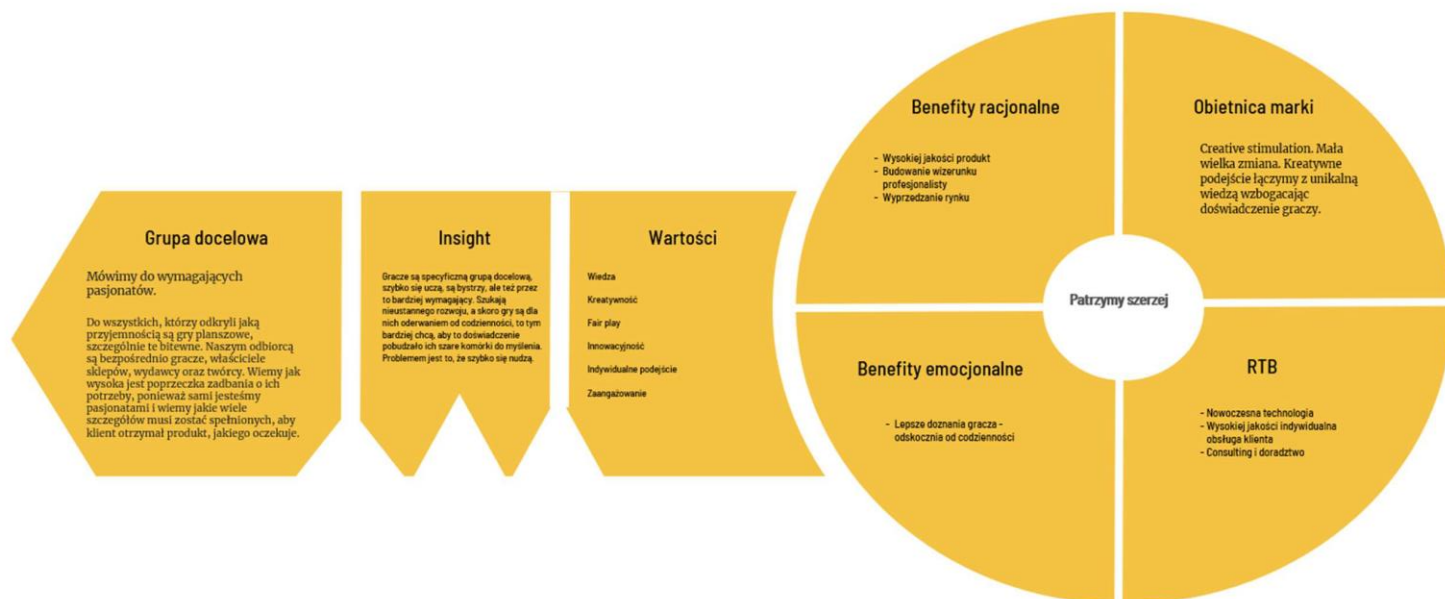 Grupa docelowa
Mówimy do wymagających
pasjonatów.
Do wszystkich, którzy odkryli jaką
przyjemnością są gry planszowe,
szczególnie te bitewne. Naszym odbiorcą
są bezpośrednio gracze, właściciele
sklepów, wydawcy oraz twórcy. Wiemy jak
wysoka jest poprzeczka zadbania o ich
potrzeby, ponieważ sami jesteśmy
pasjonatami i wiemy jakie wiele
szczegółów musi zostać spełnionych, aby
klient otrzymał produkt, jakiego oczekuje.
Insight
Gracze są specyficzną grupą docelową,
szybko się uczą, są bystrzy, ale też przez
to bardziej wymagający. Szukają
nieustannego rozwoju, a skoro gry są dla
nich oderwaniem od codzienności, to tym
bardziej chcą, aby to doświadczenie
pobudzało ich szare komórki do myślenia.
Problemem jest to, że szybko się nudzą.
Wartości
Wiedza
Kreatywność
Fair play
Innowacyjność
Indywidualne podejście
Zaangażowanie
Benefity racjonalne
- Wysokiej jakości produkt
- Budowanie wizerunku
profesjonalisty
- Wyprzedzanie rynku
Obietnica marki
Creative stimulation. Mała
wielka zmiana. Kreatywne
podejście łączymy z unikalną
wiedzą wzbogacając
doświadczenie graczy.
Patrzymy szerzej
Benefity emocjonalne
- Lepsze doznania gracza -
odskocznia od codzienności
RTB
- Nowoczesna technologia
- Wysokiej jakości indywidualna
obsługa klienta
- Consulting i doradztwo